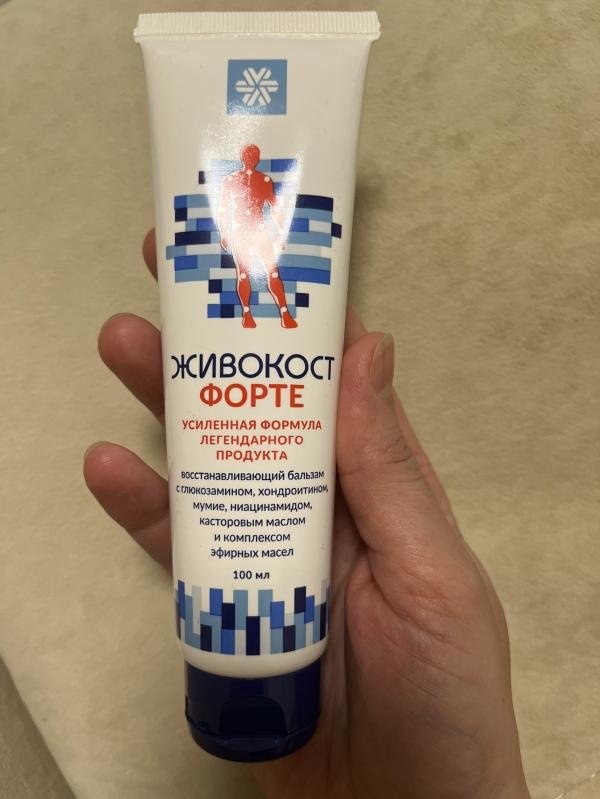 ЖИВОКОСТ
ФОРТЕ
УСИЛЕННАЯ ФОРМУЛА
ЛЕГЕНДАРНОГО
ПРОДУКТА
восстанавливающий бальзам
с глюкозамином, хондроитином,
мумие, ниацинамидом,
касторовым маслом
и комплексом
эфирных масел
100 мл